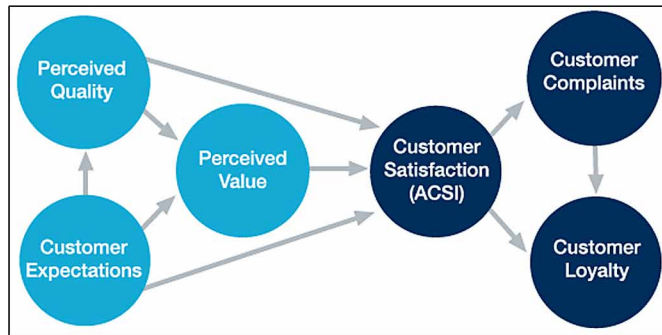 Perceived
Quality
Customer
Expectations
Perceived
Value
Customer
Satisfaction
(ACSI)
Customer
Complaints
Customer
Loyalty